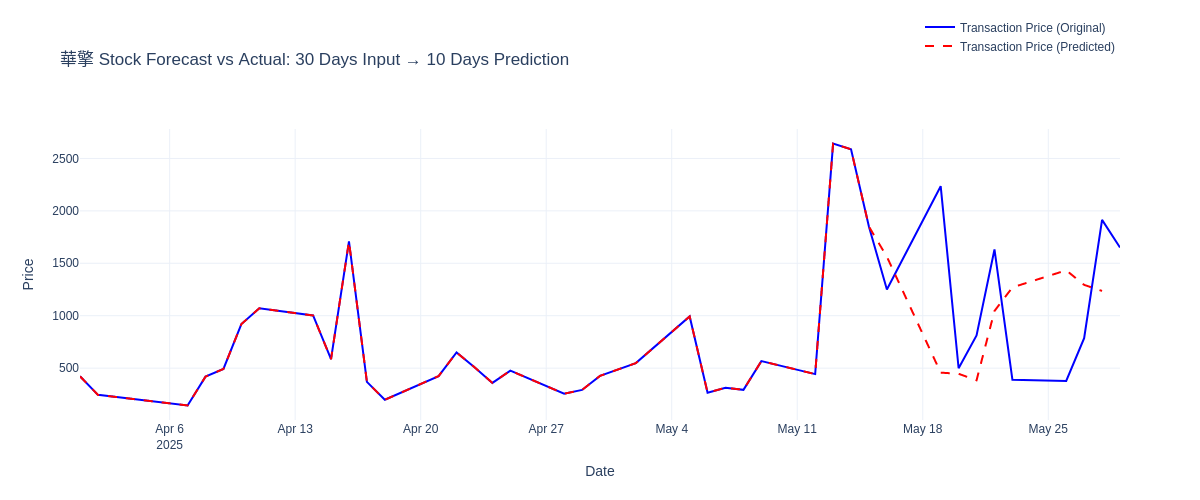 Transaction Price (Original)
Transaction Price (Predicted)
華擎 Stock Forecast vs Actual: 30 Days Input → 10 Days Prediction
2500
2000
1500
1000
500
Price
Apr 6
2025
Apr 13
Apr 20
Apr 27
May 4
May 11
May 18
May 25
Date